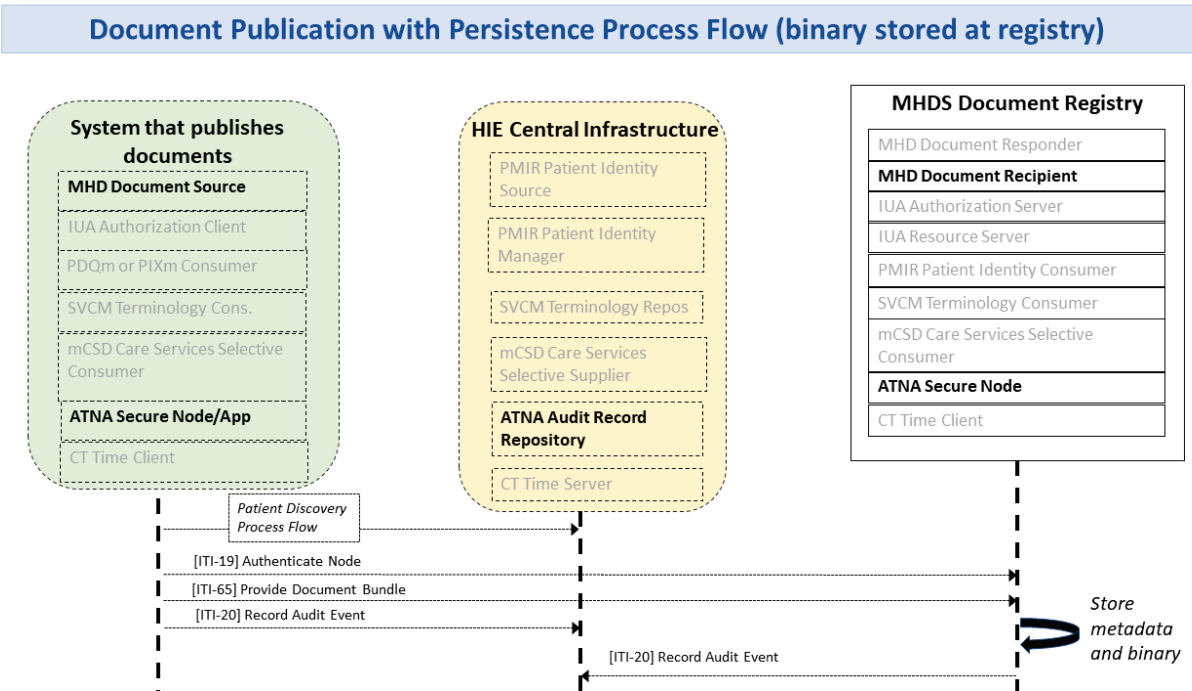 Document Publication with Persistence Process Flow (binary stored at registry)
System that publishes
documents
MHD Document Source
IUA Authorization Client
PDQm or PIXm Consumer
SVCM Terminology Cons.
mCSD Care Services Selective
Consumer
ATNA Secure Node/App
CT Time Client
HIE Central Infrastructure
PMIR Patient Identity
Source
PMIR Patient Identity
Manager
SVCM Terminology Repos
mCSD Care Services
Selective Supplier
ATNA Audit Record
Repository
CT Time Server
MHDS Document Registry
MHD Document Responder
MHD Document Recipient
IUA Authorization Server
IUA Resource Server
PMIR Patient Identity Consumer
SVCM Terminology Consumer
mCSD Care Services Selective
Consumer
ATNA Secure Node
CT Time Client
Patient Discovery
Process Flow
[ITI-19] Authenticate Node
[ITI-65] Provide Document Bundle
[ITI-20] Record Audit Event
Store
metadata
and binary
[ITI-20] Record Audit Event